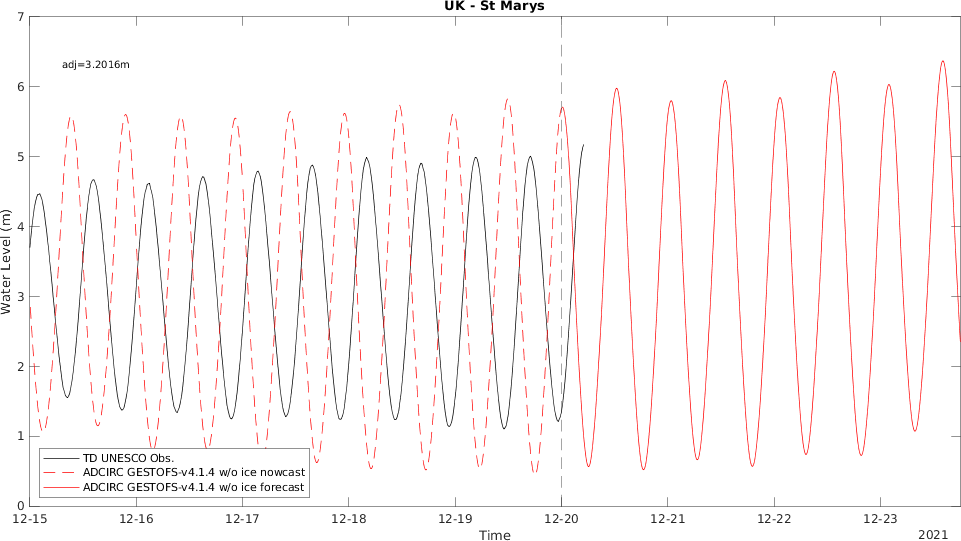 UK - St Marys
7
6
5
4
3
2
1
0
Water Level (m)
adj=3.2016m
TD UNESCO Obs.
ADCIRC GESTOFS-v4.1.4 w/o ice nowcast
ADCIRC GESTOFS-v4.1.4 w/o ice forecast
12-15 12-16 12-17 12-18 12-19 12-20 12-21 12-22 12-23
Time
2021